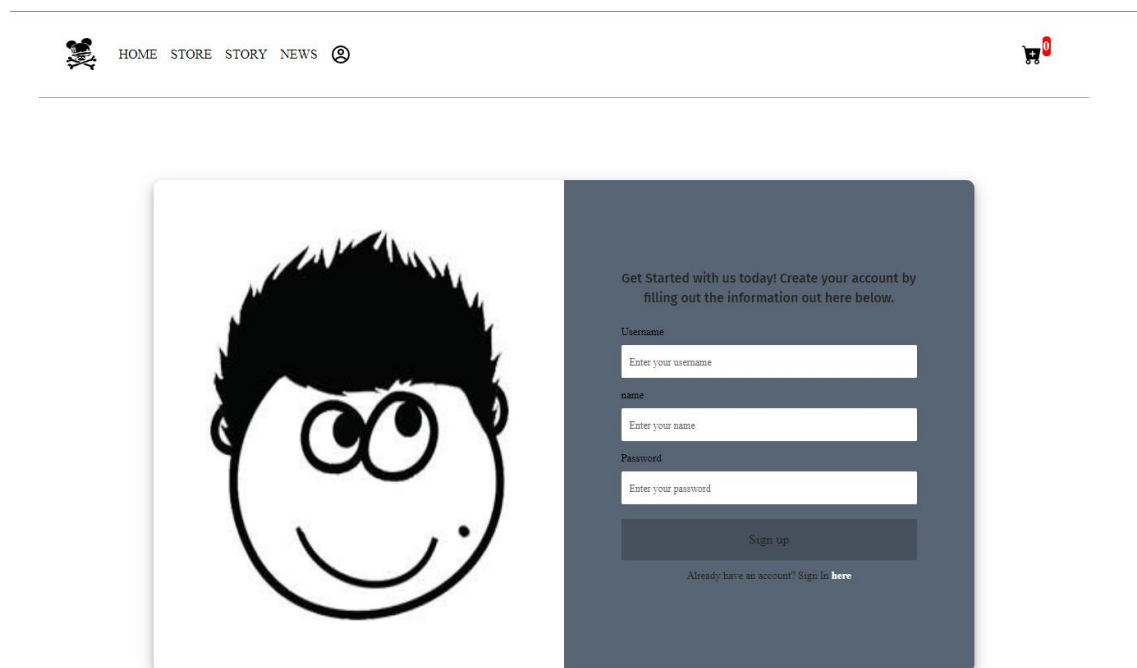 HOME STORE STORY NEWS
0
Get Started with us today! Create your account by
filling out the information out here below.
Username
Enter your username
name
Enter your name
Password
Enter your password
Sign up
Already have an account? Sign In here